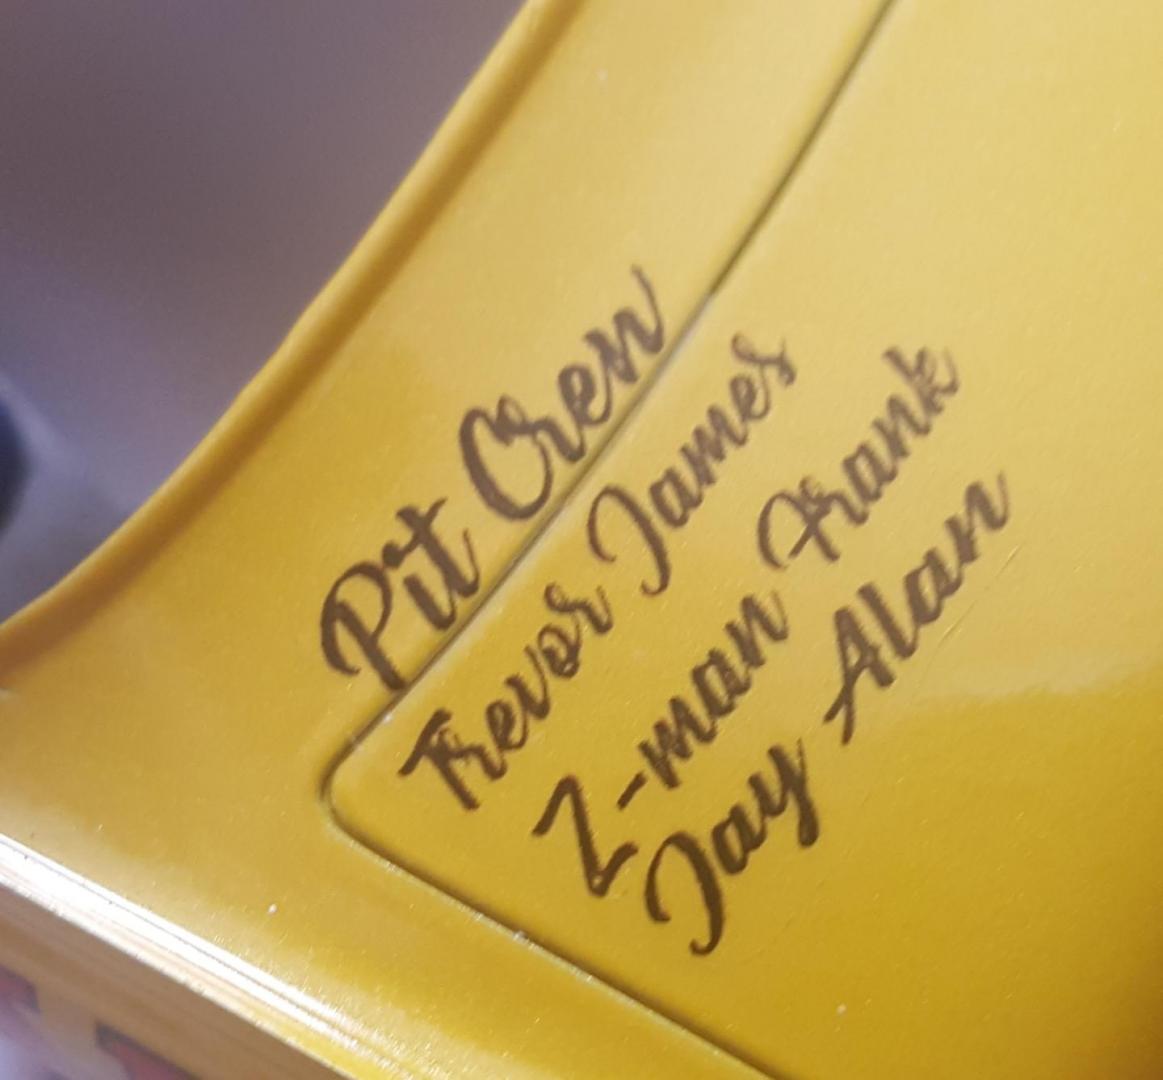 Pit Crew
Trevor James
Z-man Frank
Jay Alan